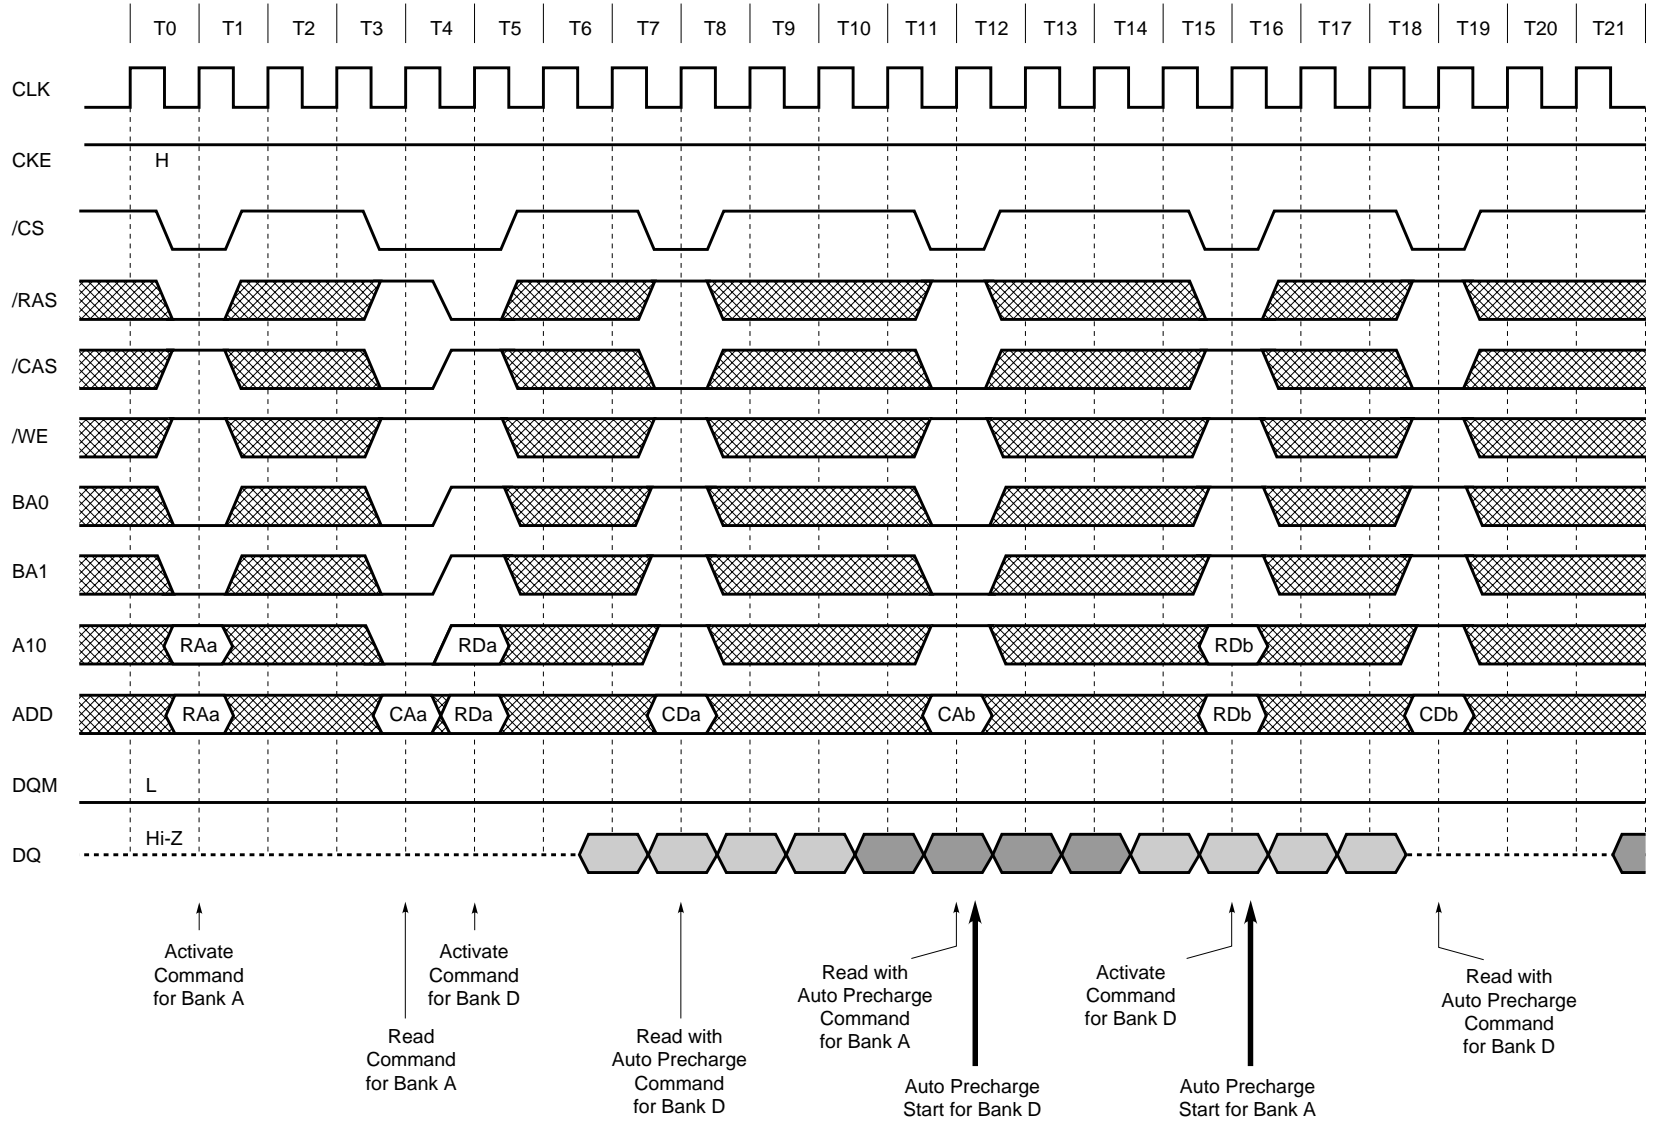 T0 T1 T2 T3 T4 T5 T6 T7 T8 T9 T10 T11 T12 T13 T14 T15 T16 T17 T18 T19 T20 T21
CLK
CKE H
/CS
/RAS
/CAS
/WE
BA0
BA1
A10 RAa RDa RDb
ADD RAa CAa RDa CDa CAb RDb CDb
DQM L
DQ Hi-Z
Activate
Command
for Bank A
Read
Command
for Bank A
Activate
Command
for Bank D
Read with
Auto Precharge
Command
for Bank D
Read with
Auto Precharge
Command
for Bank A
Auto Precharge
Start for Bank D
Activate
Command
for Bank D
Auto Precharge
Start for Bank A
Read with
Auto Precharge
Command
for Bank D